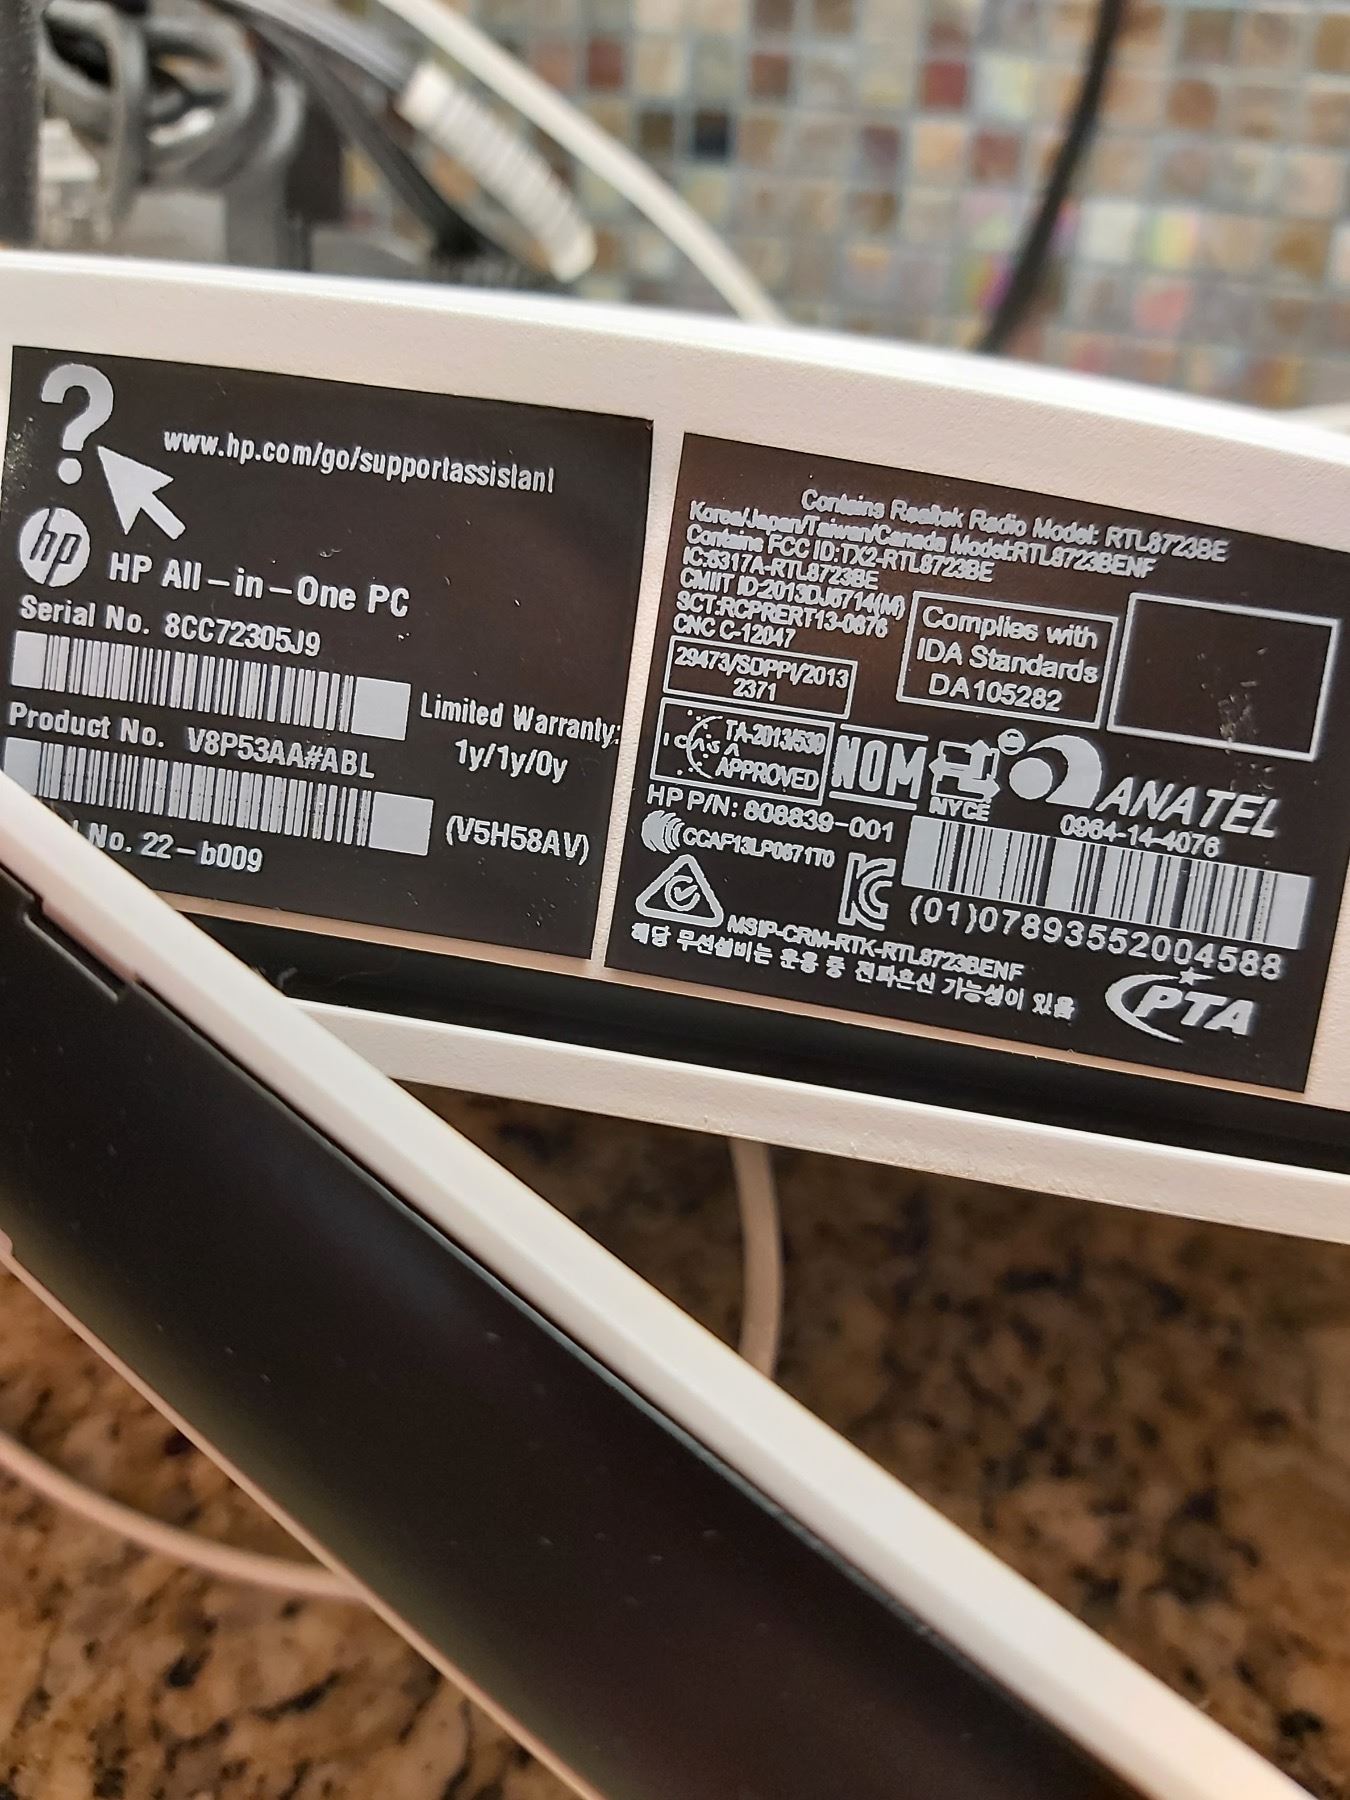 ?
www.hp.com/go/supportassistant
hp HP All-in-One PC
Serial No. 8CC72305J9
Limited Warranty:
1y/1y/0y
Product No. V8P53AA#ABL
(V5H58AV)
No. 22-b009
Contains Realtek Radio Model: RTL8723BE
Korea/Japan/Taiwan/Canada Model:RTL8723BENF
Contains FCC ID:TX2-RTL8723BE
IC:6317A-RTL8723BE
CMIIT ID:2013DJ6714(M)
SCT:RCPRERT13-0676
CNC C-12047
Complies with
IDA Standards
DA105282
29473/SDPPI/2013
2371
ICASA TA-2013/539
APPROVED
NOM
NYCE
ANATEL
0964-14-4076
HP P/N: 808839-001
CCAF13LP0671T0
(01)07893552004588
MSIP-CRM-RTK-RTL8723BENF
해당 무선설비는 운용 중 전파혼신 가능성이 있음
PTA